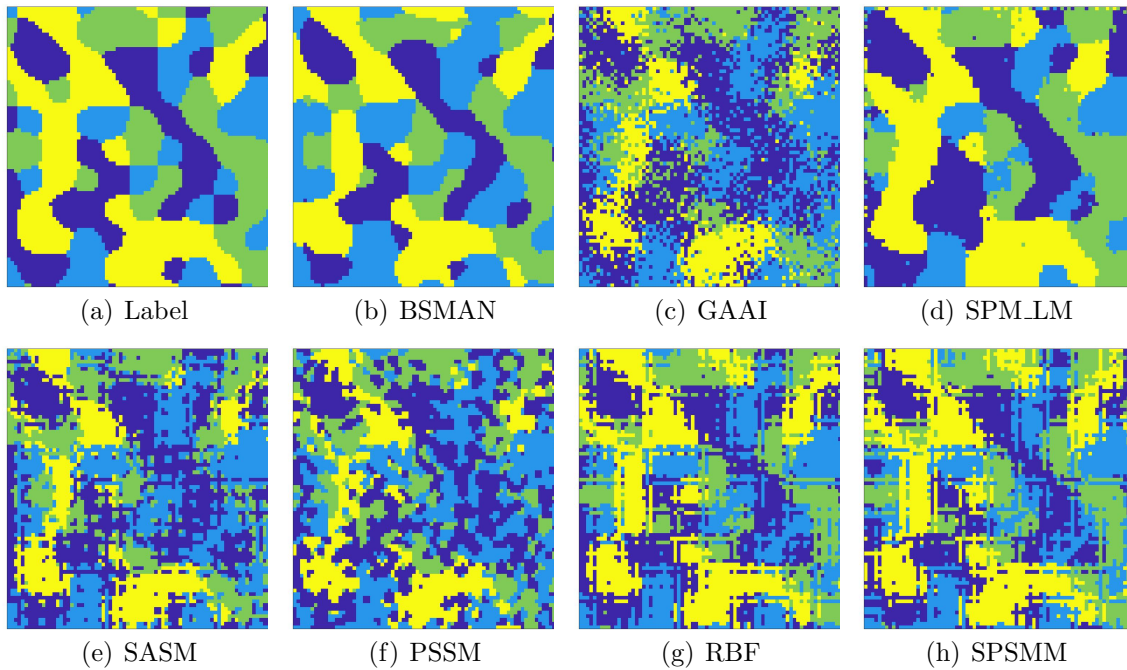 (a) Label
(b) BSMAN
(c) GAAI
(d) SPM_LM
(e) SASM
(f) PSSM
(g) RBF
(h) SPSMM